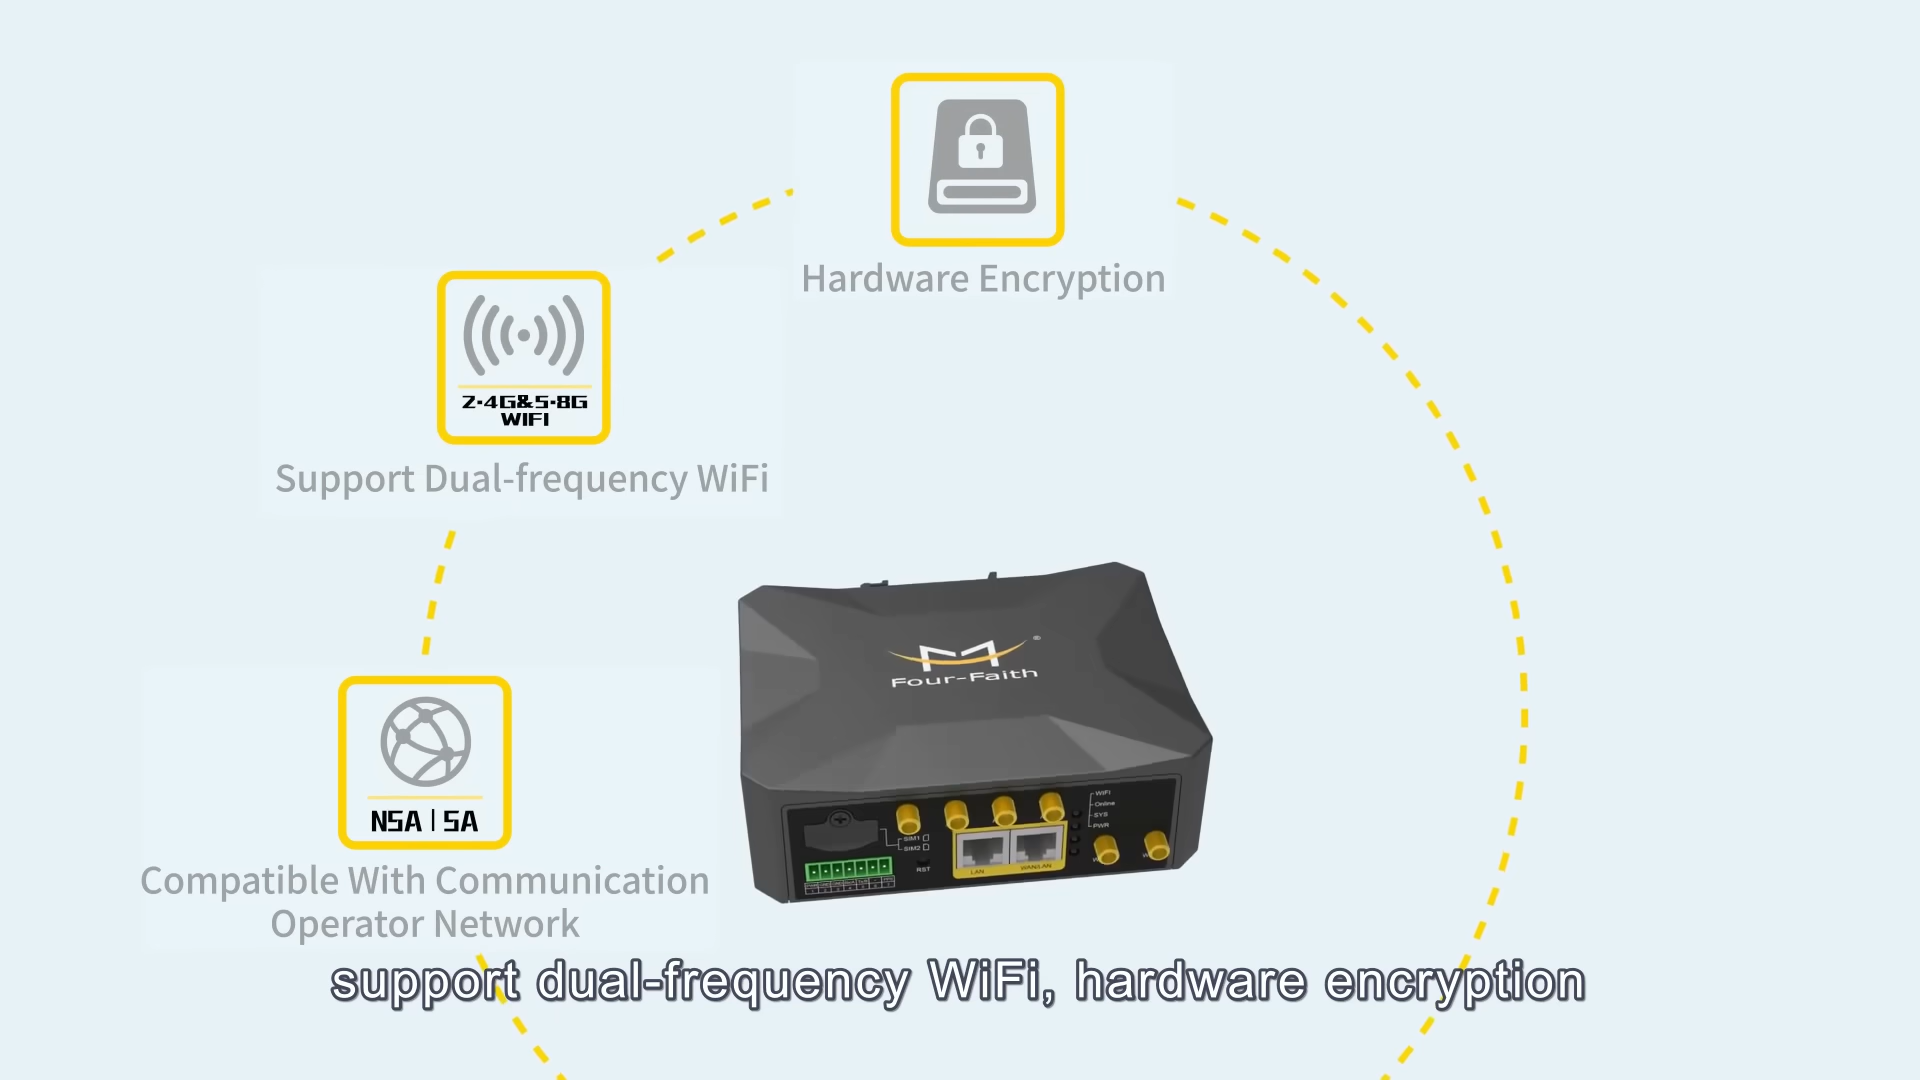 Hardware Encryption
2.4G&5.8G
WIFI
Support Dual-frequency WiFi
Four-Faith
®
NSA | SA
Compatible With Communication
Operator Network
WIFI
Online
SYS
PWR
SIM1
SIM2
RST
LAN
WAN/LAN
support dual-frequency WiFi, hardware encryption